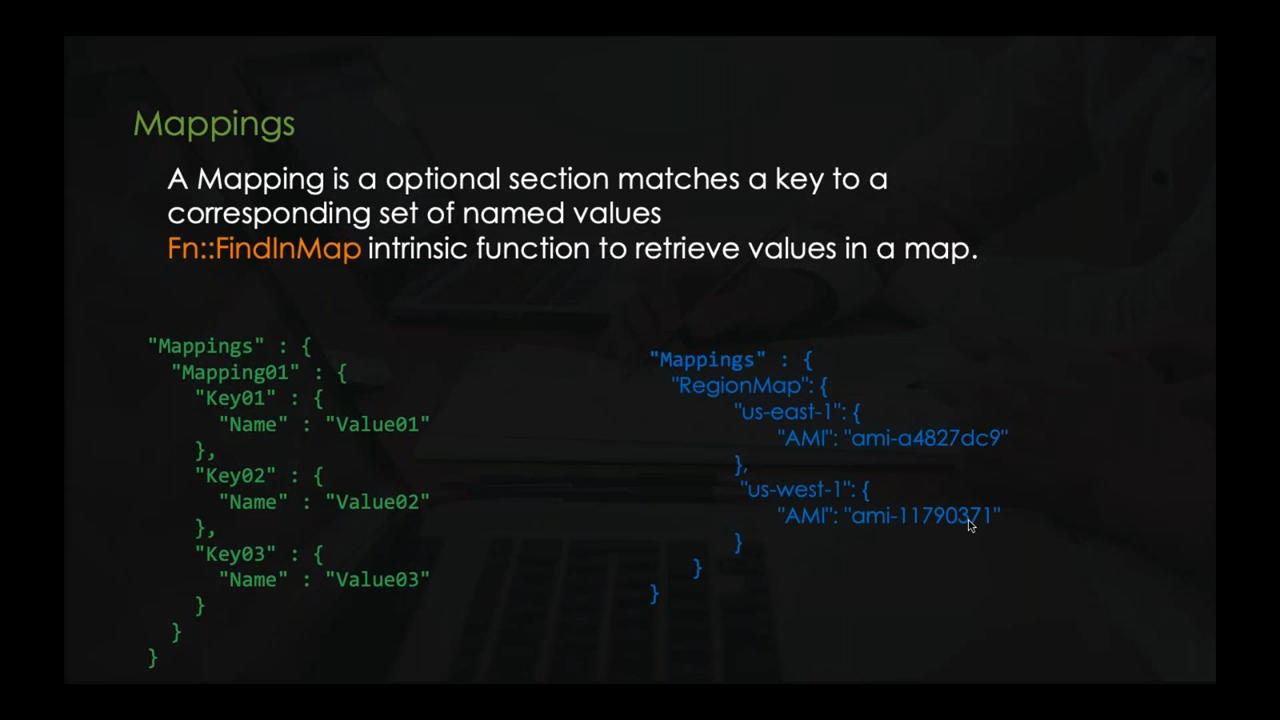 Mappings
A Mapping is a optional section matches a key to a
corresponding set of named values
Fn::FindInMap intrinsic function to retrieve values in a map.
"Mappings" : {
"Mapping01" : {
"Key01" : {
"Name" : "Value01"
},
"Key02" : {
"Name" : "Value02"
},
"Key03" : {
"Name" : "Value03"
}
}
}
"Mappings" : {
"RegionMap": {
"us-east-1": {
"AMI": "ami-a4827dc9"
},
"us-west-1": {
"AMI": "ami-11790371"
}
}
}